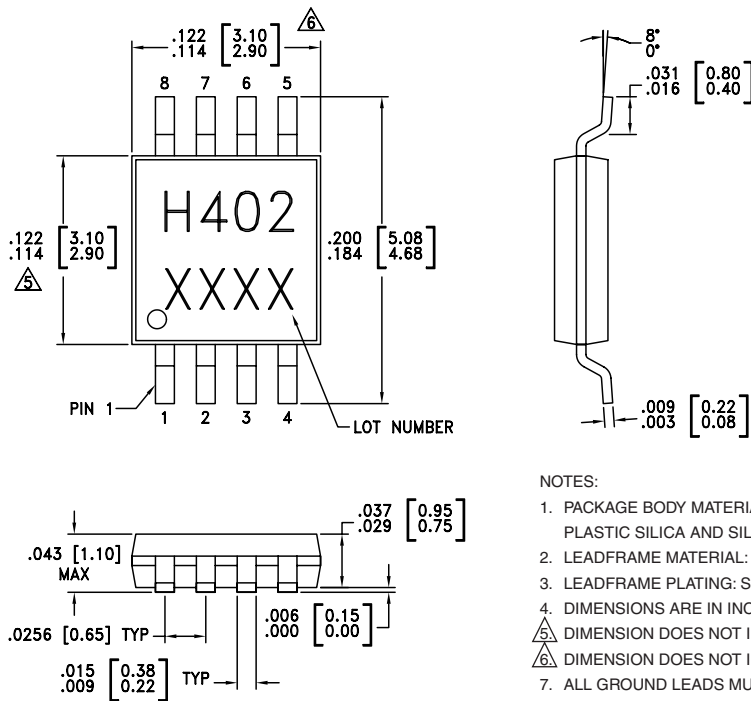 6
.122 [3.10]
.114 [2.90]
8 7 6 5
H402
XXXX
.122 [3.10]
.114 [2.90]
5
.200 [5.08]
.184 [4.68]
PIN 1
1 2 3 4
LOT NUMBER
8°
0°
.031 [0.80]
.016 [0.40]
.009 [0.22]
.003 [0.08]
.037 [0.95]
.029 [0.75]
.043 [1.10]
MAX
.0256 [0.65] TYP
.006 [0.15]
.000 [0.00]
.015 [0.38]
.009 [0.22]
TYP
NOTES:
1. PACKAGE BODY MATERIA
PLASTIC SILICA AND SIL
2. LEADFRAME MATERIAL:
3. LEADFRAME PLATING: S
4. DIMENSIONS ARE IN INC
5. DIMENSION DOES NOT I
6. DIMENSION DOES NOT I
7. ALL GROUND LEADS MU